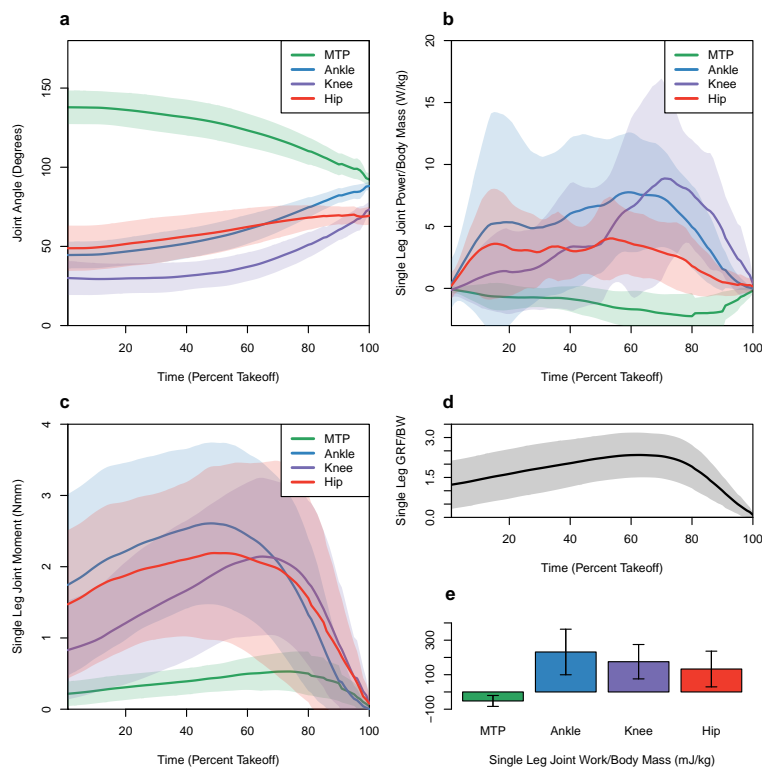 a
MTP
Ankle
Knee
Hip
Joint Angle (Degrees)
0 50 100 150
20 40 60 80 100
Time (Percent Takeoff)
b
MTP
Ankle
Knee
Hip
Single Leg Joint Power/Body Mass (W/kg)
0 5 10 15 20
20 40 60 80 100
Time (Percent Takeoff)
c
MTP
Ankle
Knee
Hip
Single Leg Joint Moment (Nmm)
0 1 2 3 4
20 40 60 80 100
Time (Percent Takeoff)
d
Single Leg GRF/BW
0.0 1.5 3.0
20 40 60 80 100
Time (Percent Takeoff)
e
−100 100 300
MTP Ankle Knee Hip
Single Leg Joint Work/Body Mass (mJ/kg)